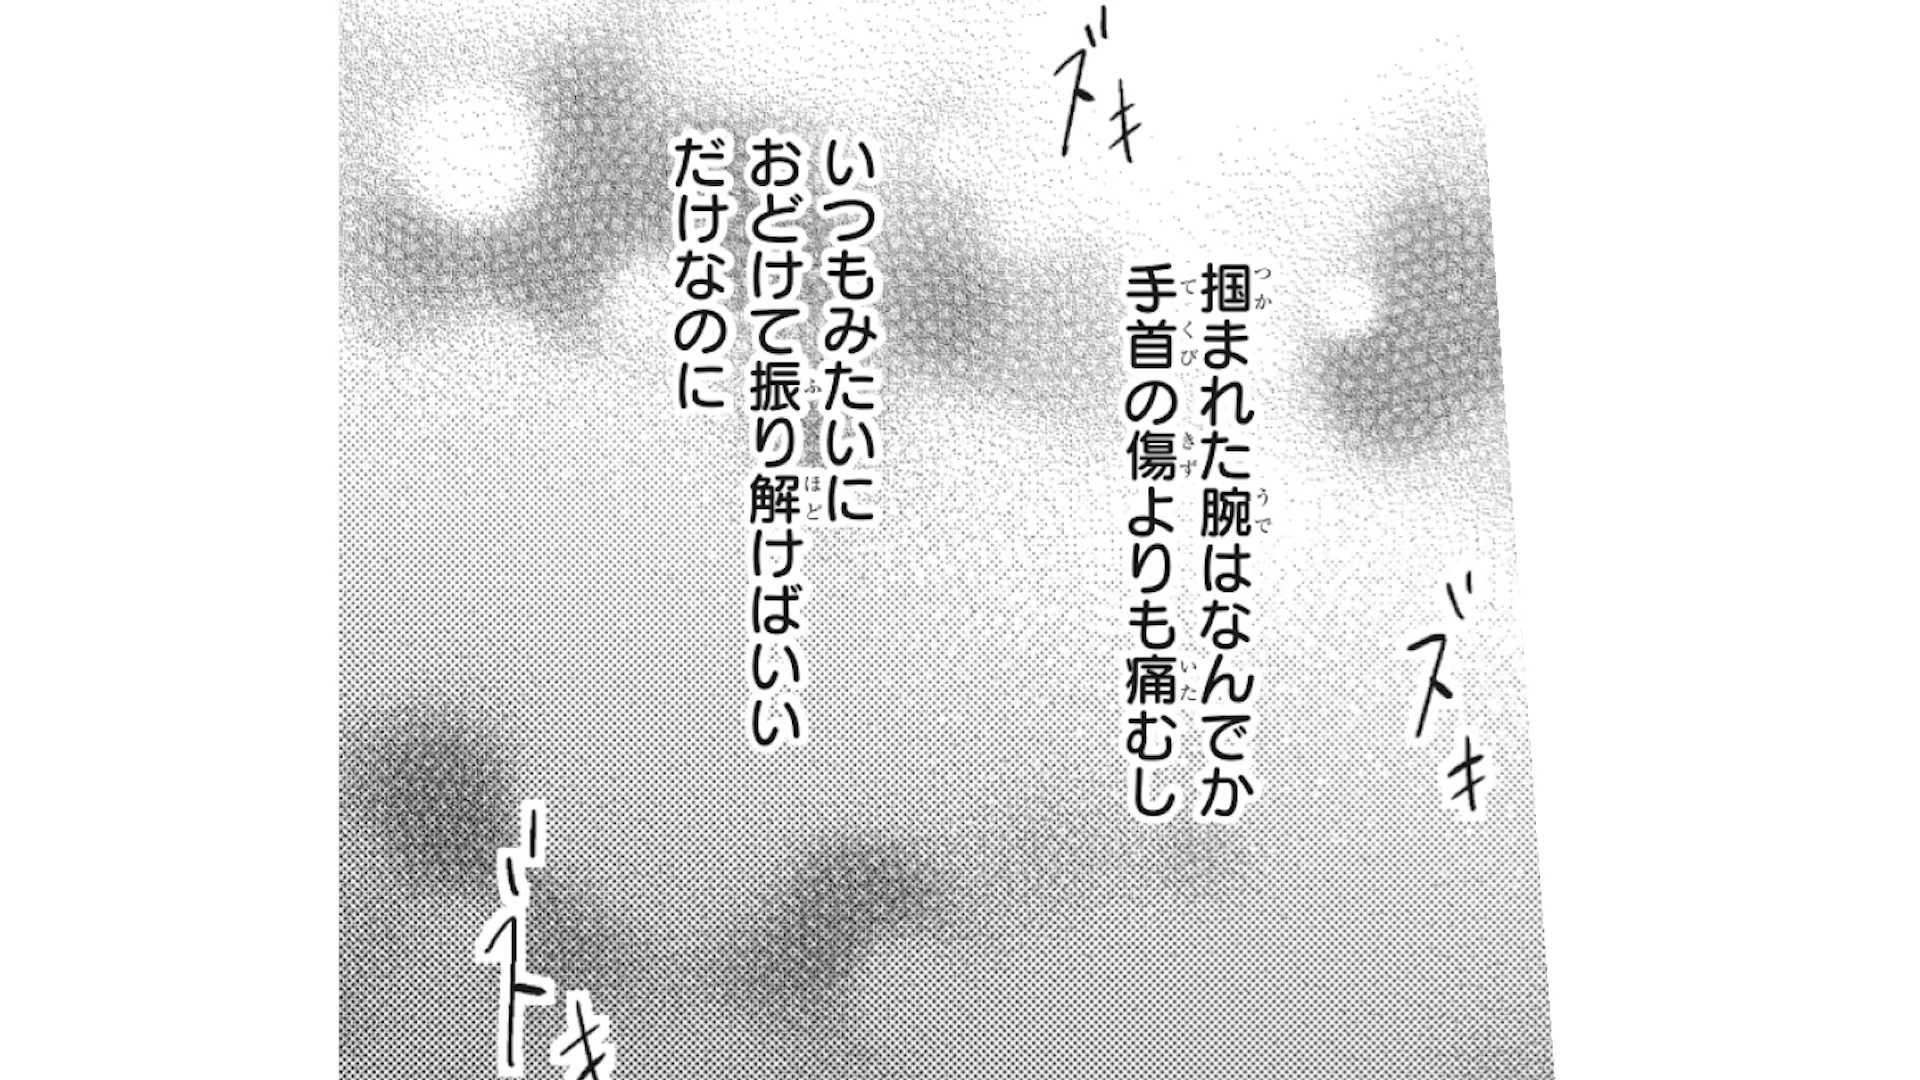 ズキ
掴まれた腕はなんでか
手首の傷よりも痛むし
ズキ
いつもみたいに
おどけて振り解けばいい
だけなのに
ズキ